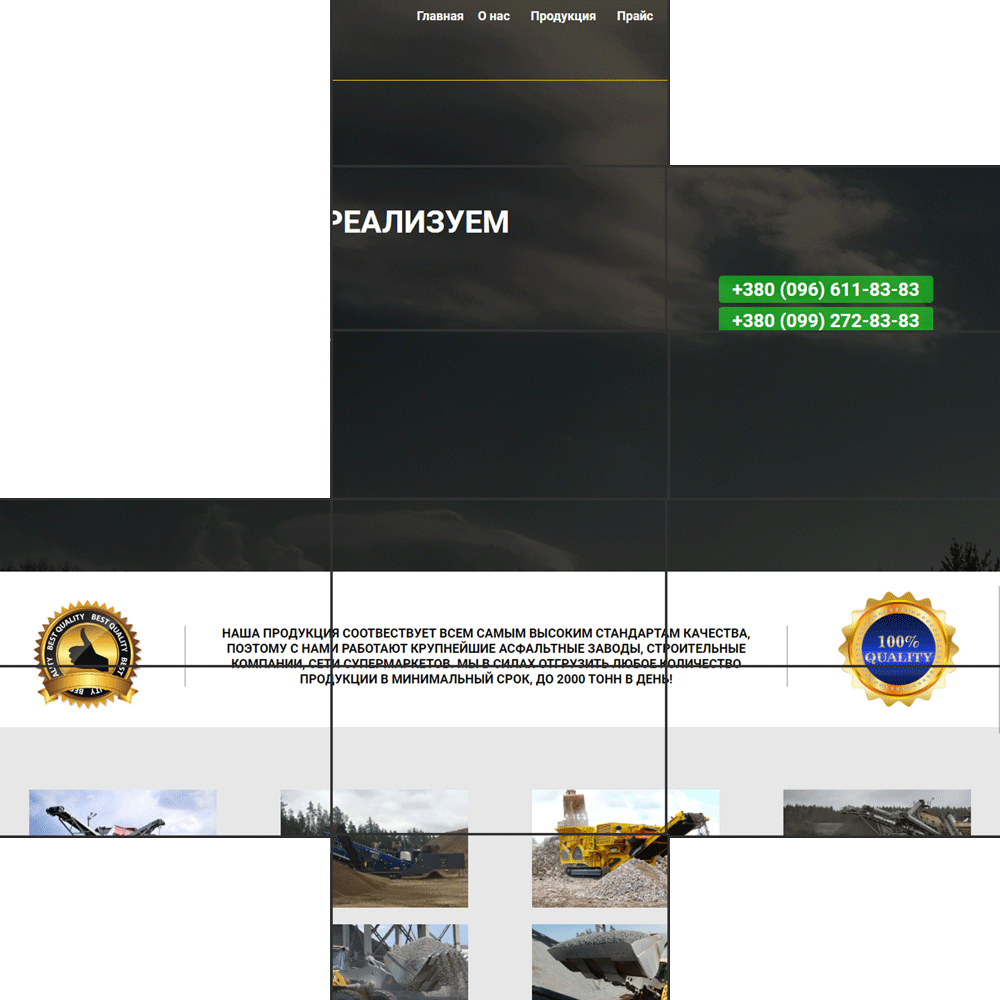 Главная О нас Продукция Прайс
РЕАЛИЗУЕМ
+380 (096) 611-83-83
+380 (099) 272-83-83
BEST QUALITY BEST QUALITY BEST
100%
QUALITY
НАША ПРОДУКЦИЯ СООТВЕСТВУЕТ ВСЕМ САМЫМ ВЫСОКИМ СТАНДАРТАМ КАЧЕСТВА,
ПОЭТОМУ С НАМИ РАБОТАЮТ КРУПНЕЙШИЕ АСФАЛЬТНЫЕ ЗАВОДЫ, СТРОИТЕЛЬНЫЕ
КОМПАНИИ, СЕТИ СУПЕРМАРКЕТОВ. МЫ В СИЛАХ ОТГРУЗИТЬ ЛЮБОЕ КОЛИЧЕСТВО
ПРОДУКЦИИ В МИНИМАЛЬНЫЙ СРОК, ДО 2000 ТОНН В ДЕНЬ!